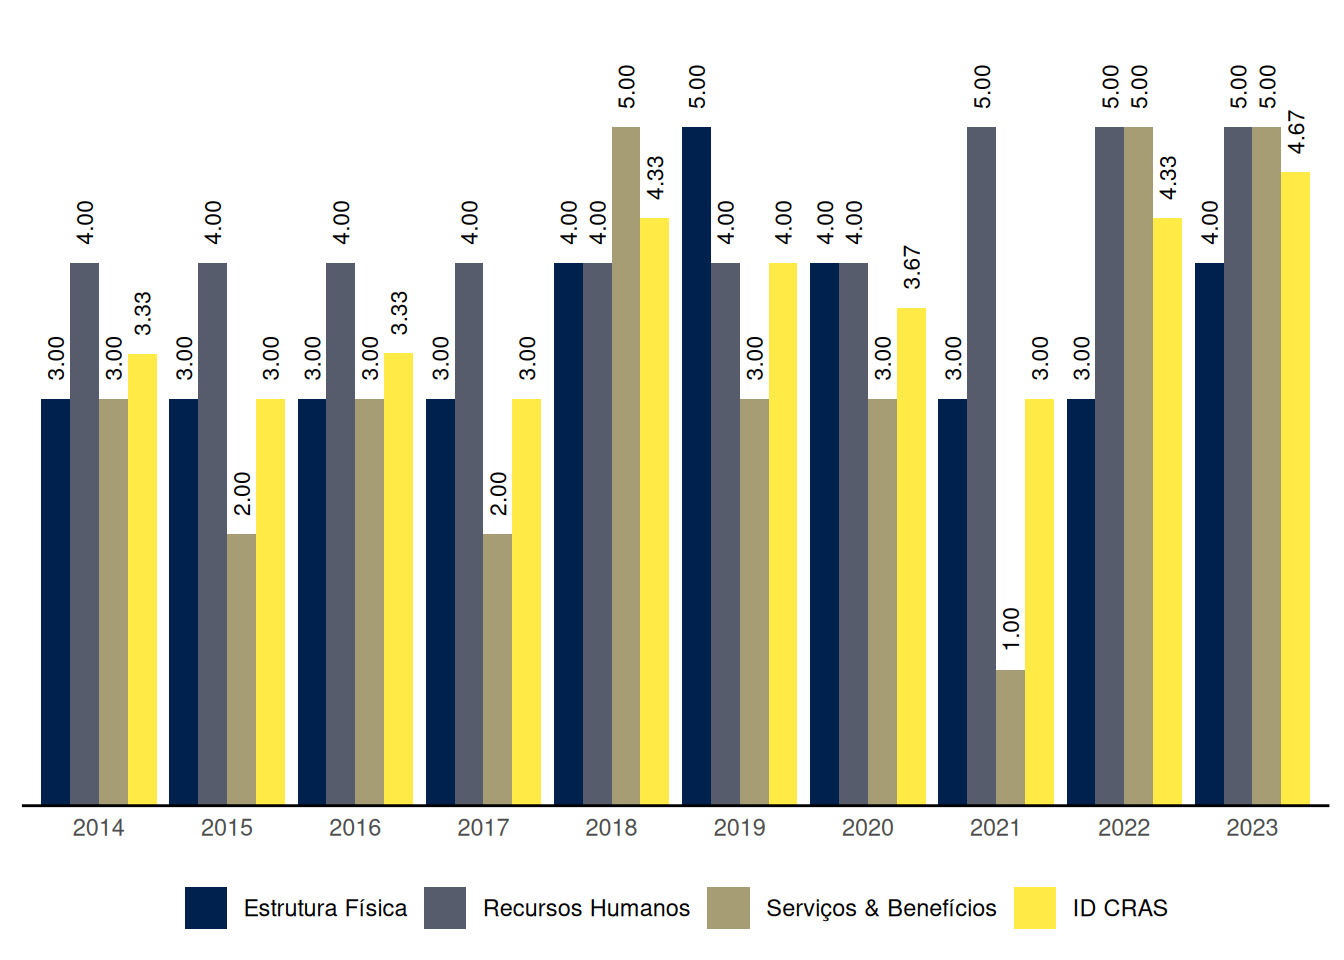 3.00 4.00 3.00 3.33
3.00 4.00 2.00 3.00
3.00 4.00 3.00 3.33
3.00 4.00 2.00 3.00
4.00 4.00 5.00 4.33
5.00 4.00 3.00 4.00
4.00 4.00 3.00 3.67
3.00 5.00 1.00 3.00
3.00 5.00 5.00 4.33
4.00 5.00 5.00 4.67
2014 2015 2016 2017 2018 2019 2020 2021 2022 2023
Estrutura Física Recursos Humanos Serviços & Benefícios ID CRAS